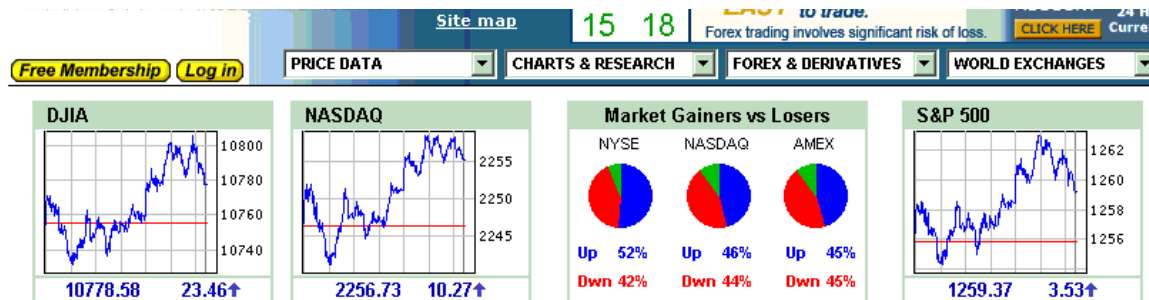 Site map
15 18
EASY to trade.
Forex trading involves significant risk of loss.
CLICK HERE
Free Membership Log in
PRICE DATA CHARTS & RESEARCH FOREX & DERIVATIVES WORLD EXCHANGES
DJIA
10800
10780
10760
10740
10778.58 23.46↑
NASDAQ
2255
2250
2245
2256.73 10.27↑
Market Gainers vs Losers
NYSE NASDAQ AMEX
Up 52% Up 46% Up 45%
Dwn 42% Dwn 44% Dwn 45%
S&P 500
1262
1260
1258
1256
1259.37 3.53↑